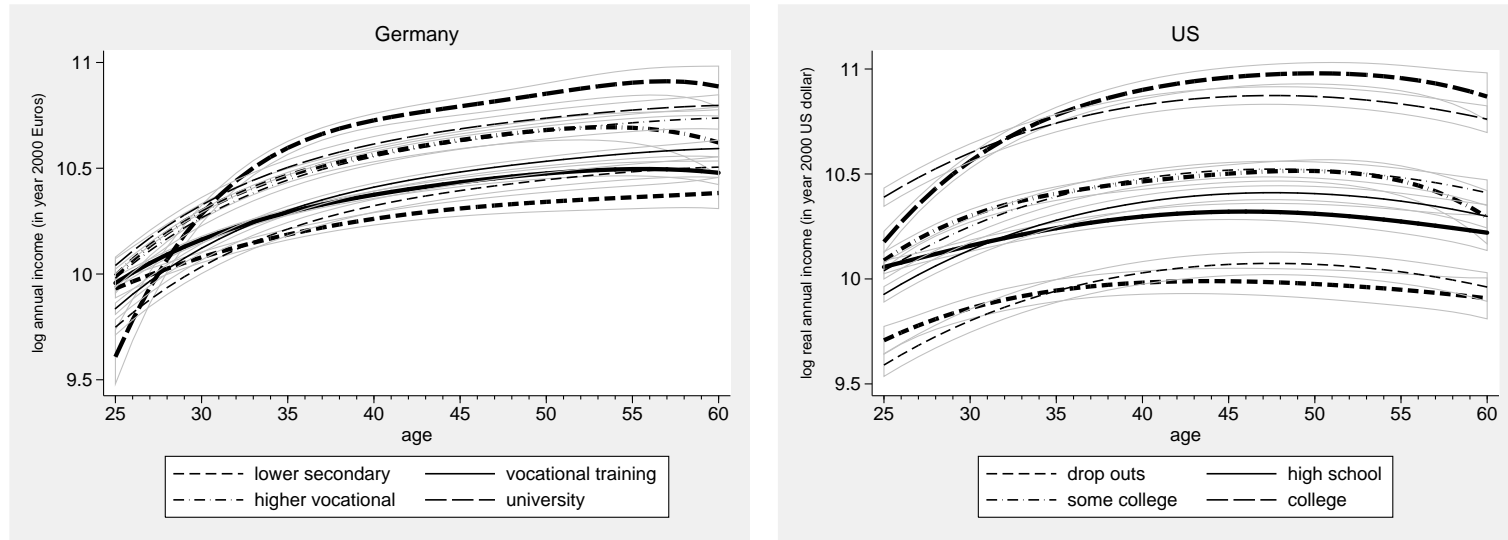 Germany
log annual income (in year 2000 Euros)
11
10.5
10
9.5
25 30 35 40 45 50 55 60
age
lower secondary vocational training
higher vocational university
US
log real annual income (in year 2000 US dollar)
11
10.5
10
9.5
25 30 35 40 45 50 55 60
age
drop outs high school
some college college